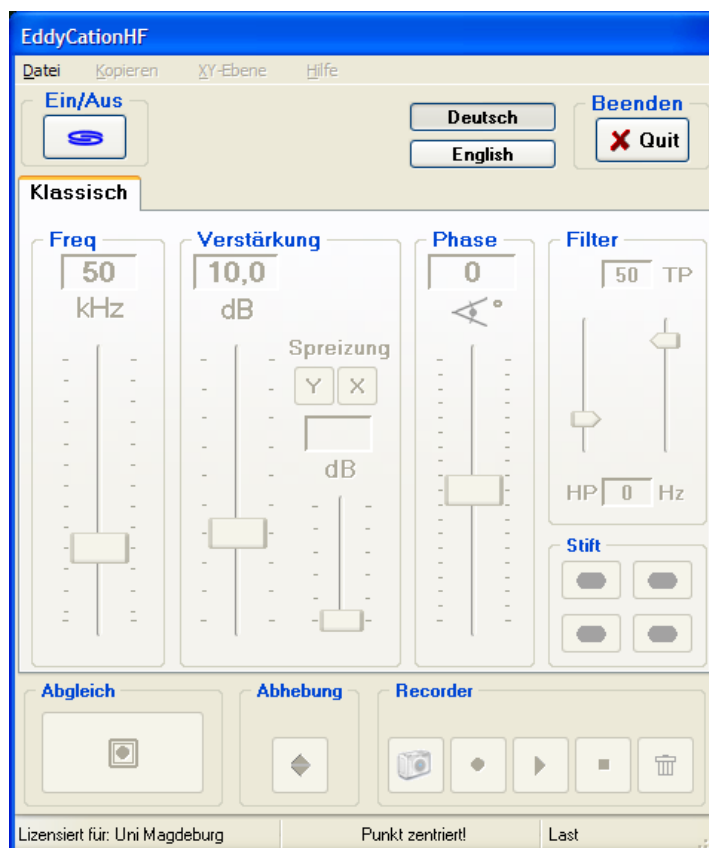 EddyCationHF
Datei Kopieren XY-Ebene Hilfe
Ein/Aus
Deutsch
English
Beenden
Quit
Klassisch
Freq
50
kHz
Verstärkung
10,0
dB
Spreizung
Y X
dB
Phase
0
°
Filter
50 TP
HP 0 Hz
Stift
Abgleich
Abhebung
Recorder
Lizensiert für: Uni Magdeburg Punkt zentriert! Last